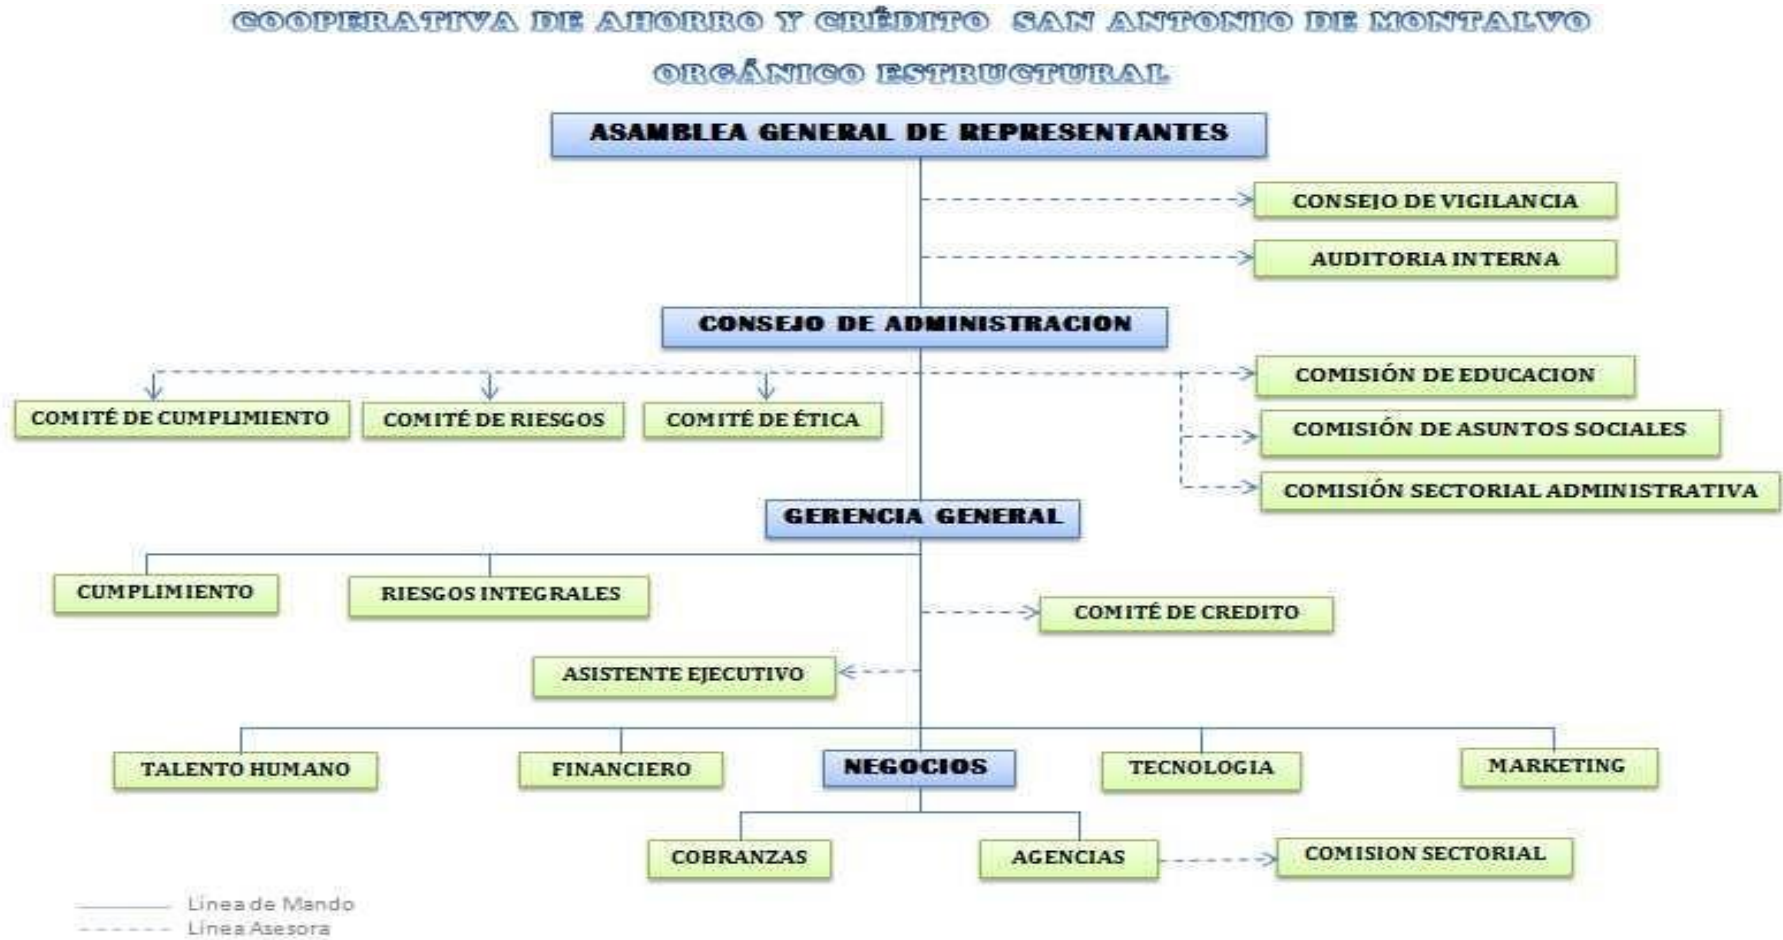 COOPERATIVA DE AHORRO Y CRÉDITO SAN ANTONIO DE MONTALVO
ORGÁNICO ESTRUCTURAL
ASAMBLEA GENERAL DE REPRESENTANTES
CONSEJO DE VIGILANCIA
AUDITORIA INTERNA
CONSEJO DE ADMINISTRACION
COMISIÓN DE EDUCACION
COMITÉ DE CUMPLIMIENTO
COMITÉ DE RIESGOS
COMITÉ DE ÉTICA
COMISIÓN DE ASUNTOS SOCIALES
COMISIÓN SECTORIAL ADMINISTRATIVA
GERENCIA GENERAL
CUMPLIMIENTO
RIESGOS INTEGRALES
COMITÉ DE CREDITO
ASISTENTE EJECUTIVO
TALENTO HUMANO
FINANCIERO
NEGOCIOS
TECNOLOGIA
MARKETING
COBRANZAS
AGENCIAS
COMISION SECTORIAL
Línea de Mando
Línea Asesora